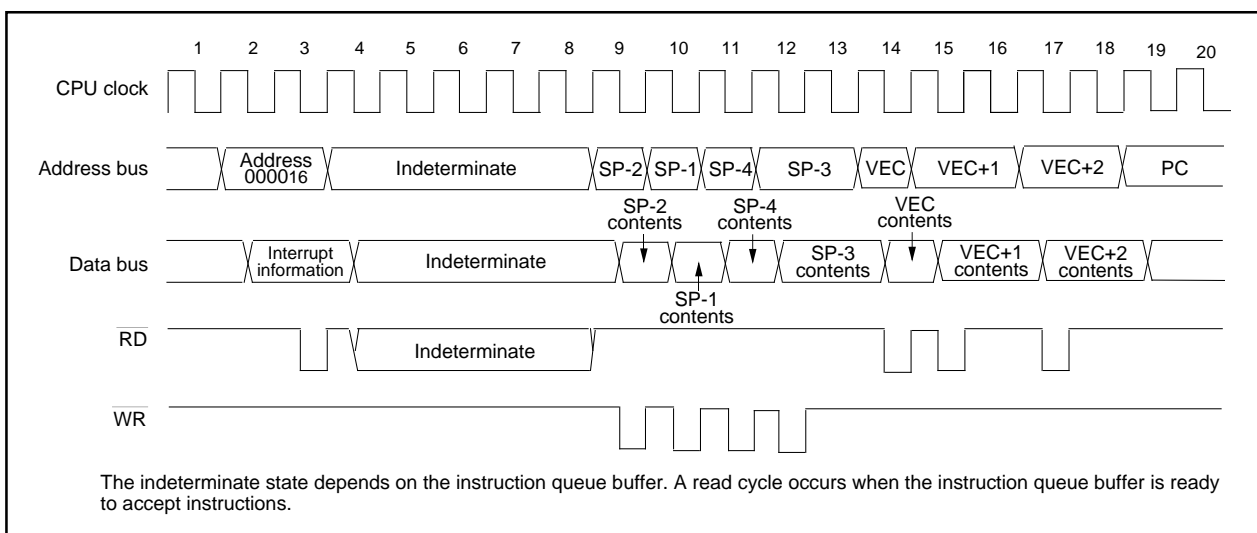 1 2 3 4 5 6 7 8 9 10 11 12 13 14 15 16 17 18 19 20
CPU clock
Address bus
Address
000016
Indeterminate
SP-2
SP-1
SP-4
SP-3
VEC
VEC+1
VEC+2
PC
SP-2
contents
SP-4
contents
VEC
contents
Data bus
Interrupt
information
Indeterminate
SP-3
contents
VEC+1
contents
VEC+2
contents
SP-1
contents
RD
Indeterminate
WR
The indeterminate state depends on the instruction queue buffer. A read cycle occurs when the instruction queue buffer is ready
to accept instructions.